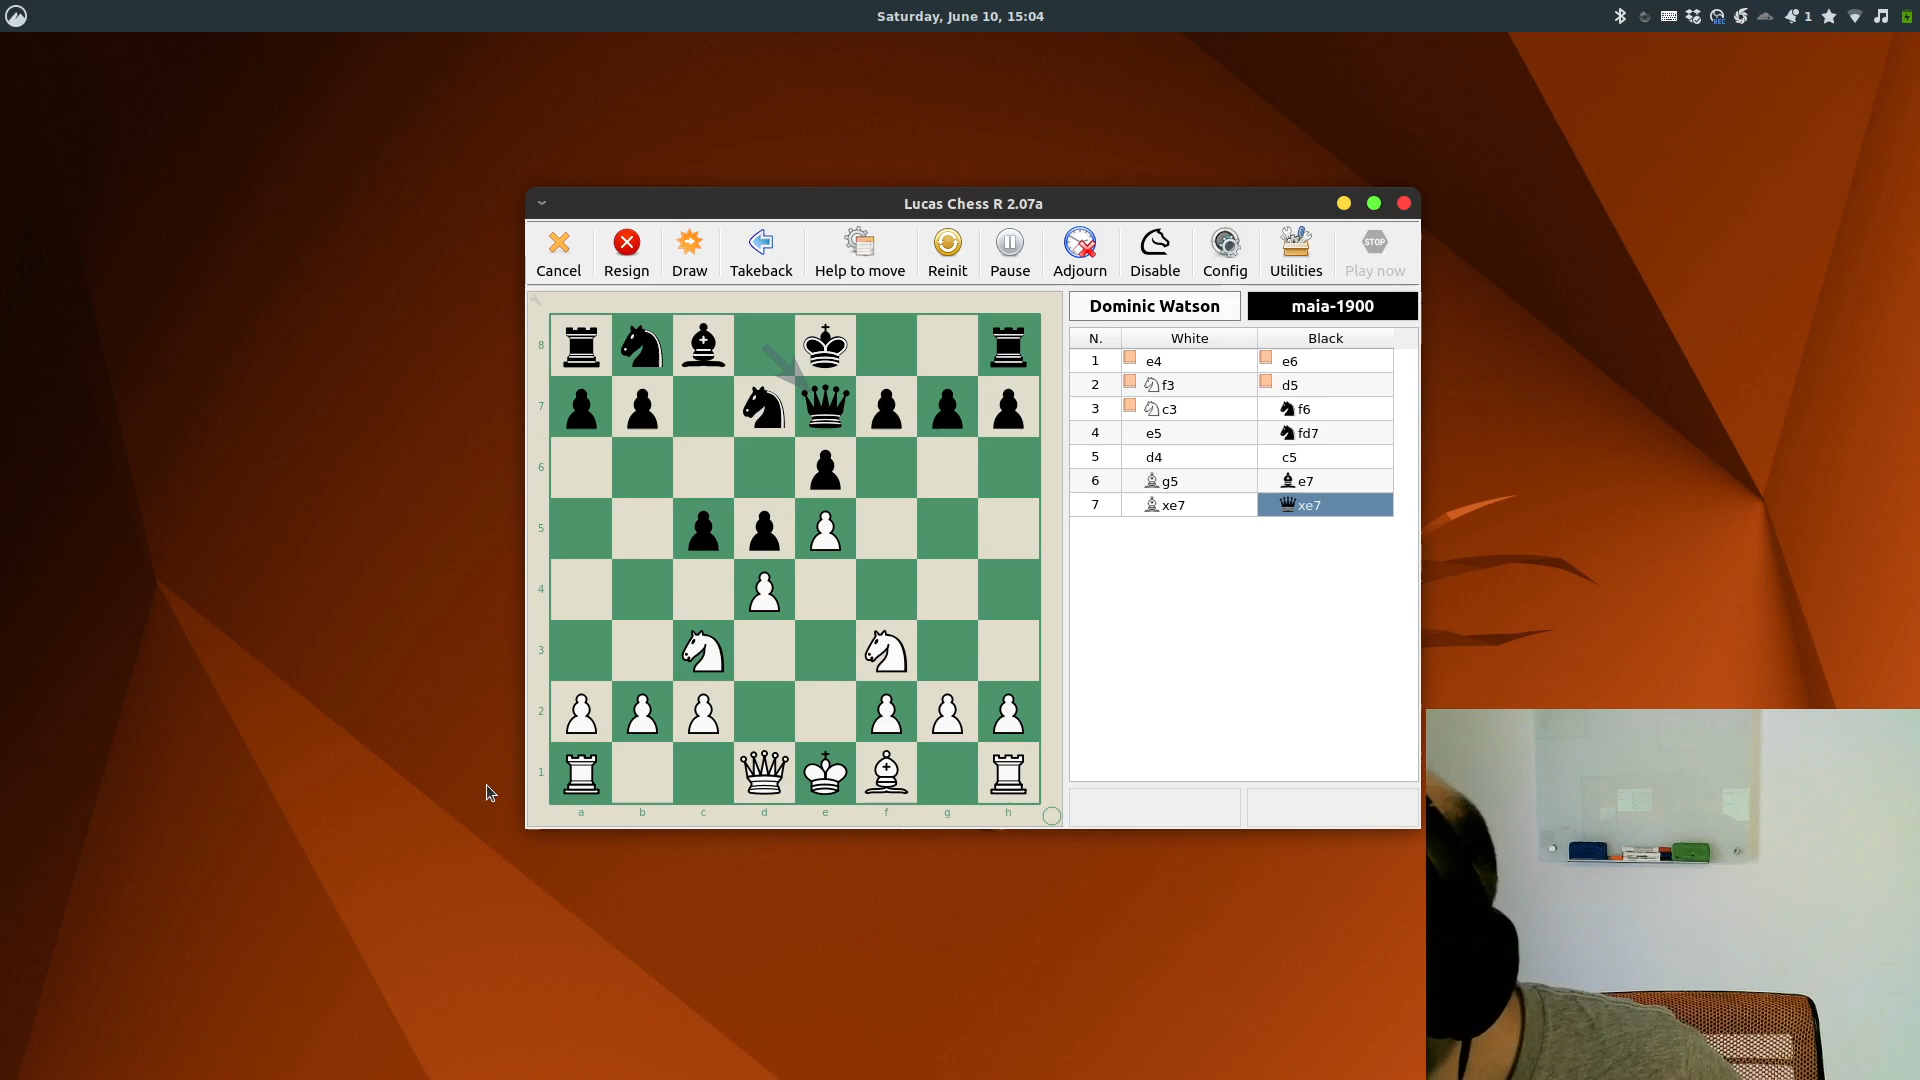 Saturday, June 10, 15:04
REC
1
Lucas Chess R 2.07a
Cancel Resign Draw Takeback Help to move Reinit Pause Adjourn Disable Config Utilities STOP Play now
Dominic Watson maia-1900
N. White Black
1 e4 e6
2 ♘f3 d5
3 ♘c3 ♞f6
4 e5 ♞fd7
5 d4 c5
6 ♗g5 ♝e7
7 ♗xe7 ♛xe7
8
7
6
5
4
3
2
1
a b c d e f g h